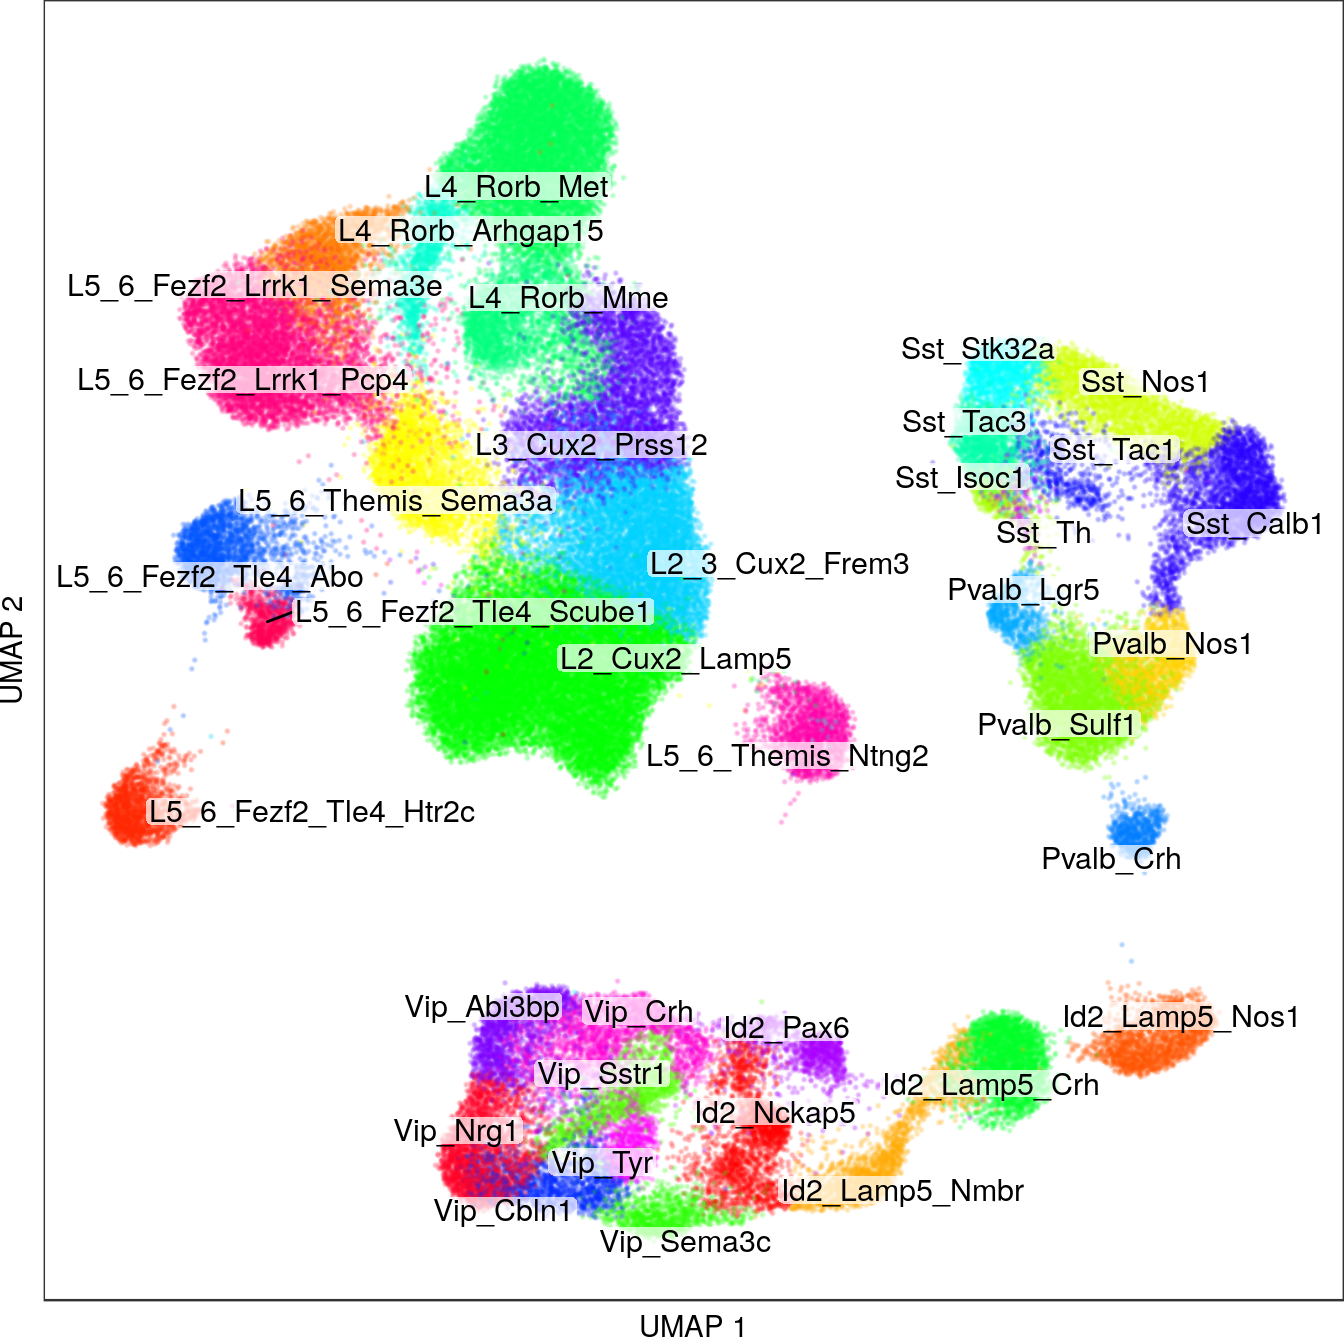 L4_Rorb_Met
L4_Rorb_Arhgap15
L5_6_Fezf2_Lrrk1_Sema3e
L4_Rorb_Mme
L5_6_Fezf2_Lrrk1_Pcp4
L3_Cux2_Prss12
L5_6_Themis_Sema3a
L2_3_Cux2_Frem3
L5_6_Fezf2_Tle4_Abo
L5_6_Fezf2_Tle4_Scube1
L2_Cux2_Lamp5
L5_6_Themis_Ntng2
L5_6_Fezf2_Tle4_Htr2c
Sst_Stk32a
Sst_Nos1
Sst_Tac3
Sst_Tac1
Sst_Isoc1
Sst_Calb1
Sst_Th
Pvalb_Lgr5
Pvalb_Nos1
Pvalb_Sulf1
Pvalb_Crh
Vip_Abi3bp
Vip_Crh
Id2_Pax6
Id2_Lamp5_Nos1
Vip_Sstr1
Id2_Lamp5_Crh
Id2_Nckap5
Vip_Nrg1
Vip_Tyr
Id2_Lamp5_Nmbr
Vip_Cbln1
Vip_Sema3c
UMAP 2
UMAP 1